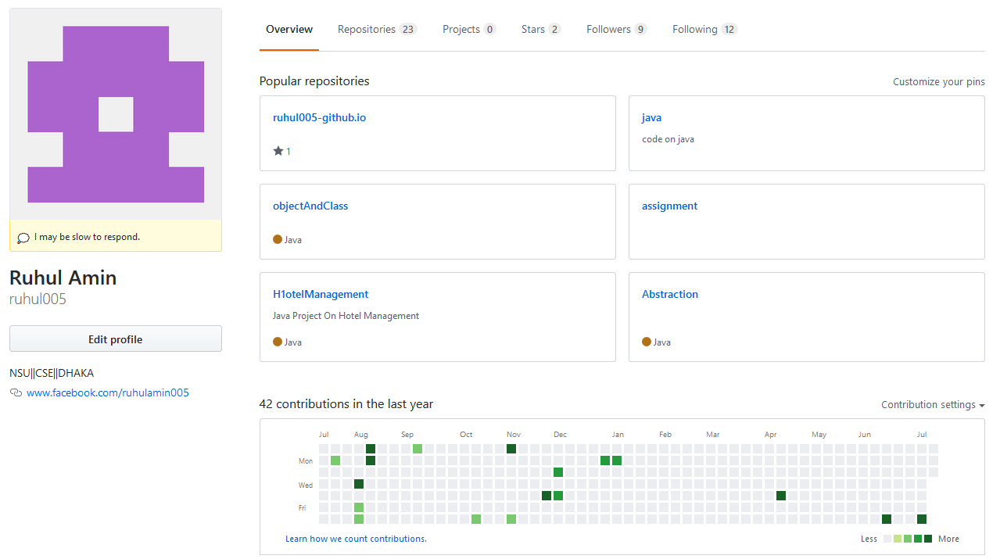 Overview Repositories 23 Projects 0 Stars 2 Followers 9 Following 12
I may be slow to respond.
Ruhul Amin
ruhul005
Edit profile
NSU||CSE||DHAKA
www.facebook.com/ruhulamin005
Popular repositories Customize your pins
ruhul005-github.io
1
java
code on java
objectAndClass
Java
assignment
H1otelManagement
Java Project On Hotel Management
Java
Abstraction
Java
42 contributions in the last year Contribution settings
Jul Aug Sep Oct Nov Dec Jan Feb Mar Apr May Jun Jul
Mon
Wed
Fri
Learn how we count contributions. Less More